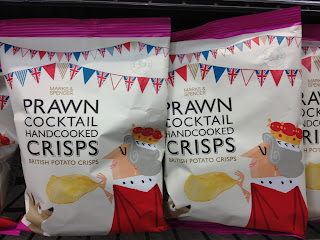 MARKS &
SPENCER
PRAWN
COCKTAIL
HANDCOOKED
CRISPS
BRITISH POTATO CRISPS
MARKS &
SPENCER
PRAWN
COCKTAIL
HANDCOOKED
CRISPS
BRITISH POTATO CRISPS